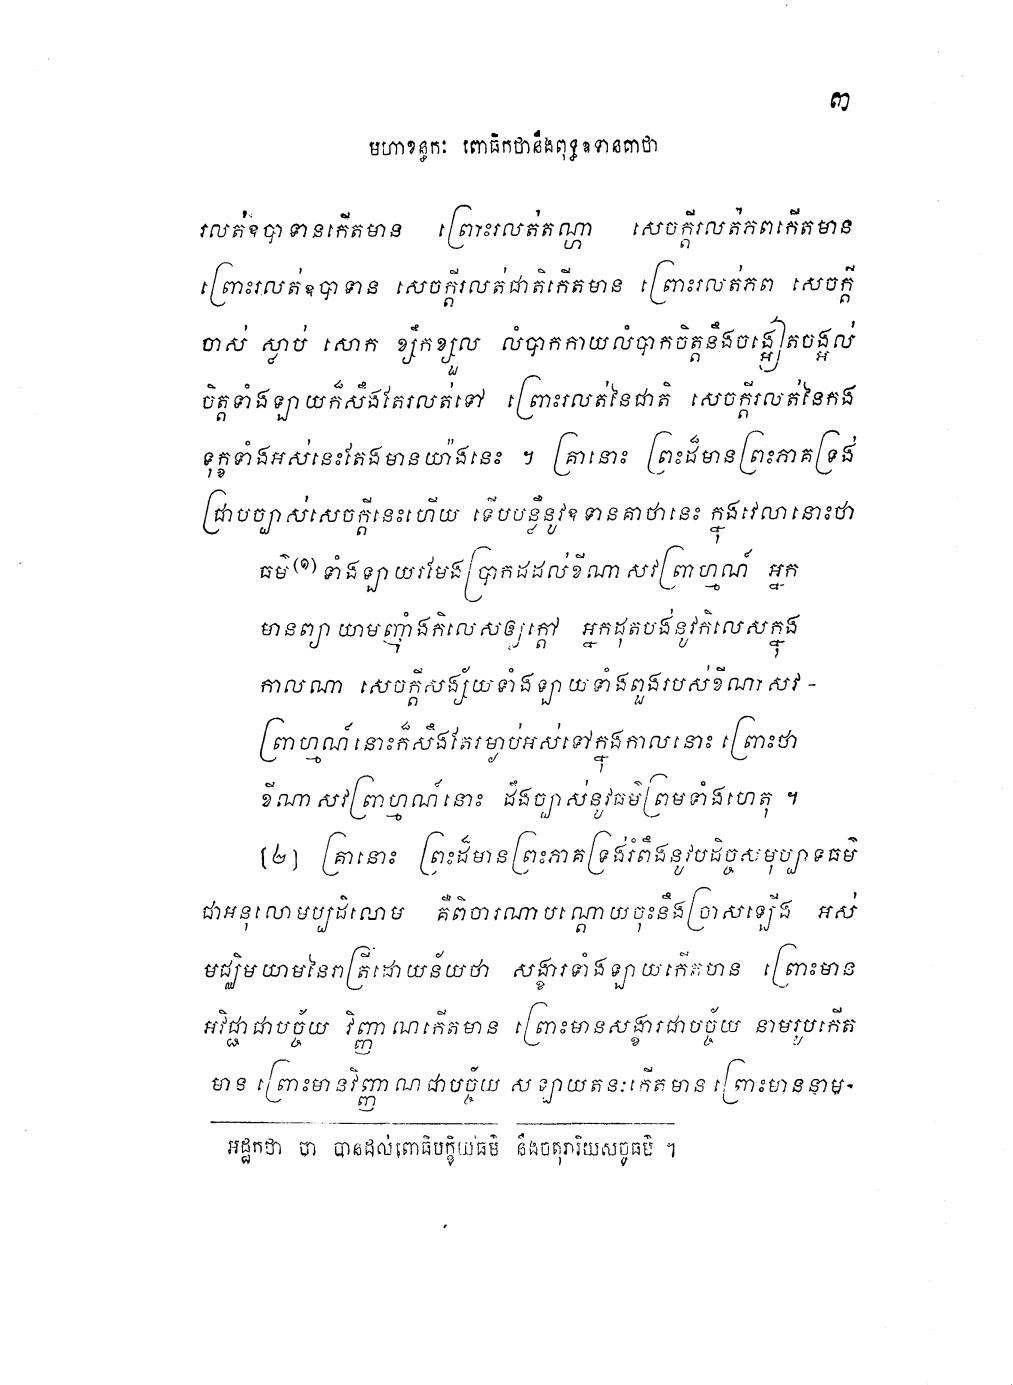 ៣
មហាខន្ធកៈ ពោធិកថានឹងពុទ្ធឧទានគាថា
រលត់ឧបាទានកើតមាន ព្រោះរលត់តណ្ហា សេចក្តីរលត់ភពកើតមាន
ព្រោះរលត់ឧបាទាន សេចក្តីរលត់ជាតិកើតមាន ព្រោះរលត់ភព សេចក្តី
ចាស់ ស្លាប់ សោក ខ្សឹកខ្សួល លំបាកកាយលំបាកចិត្តនឹងចង្អៀតចង្អល់
ចិត្តទាំងឡាយក៏សឹងតែរលត់ទៅ ព្រោះរលត់នៃជាតិ សេចក្តីរលត់នៃកង
ទុក្ខទាំងអស់នេះតែងមានយ៉ាងនេះ ។ គ្រានោះ ព្រះដ៏មានព្រះភាគទ្រង់
ជ្រាបច្បាស់សេចក្តីនេះហើយ ទើបបន្លឺនូវឧទានគាថានេះ ក្នុងវេលានោះថា
ធម៌ (១) ទាំងឡាយរមែងប្រាកដដល់ខីណាសវព្រាហ្មណ៍ អ្នក
មានព្យាយាមញុំាងកិលេសឲ្យក្តៅ អ្នកដុតបង់នូវកិលេសក្នុង
កាលណា សេចក្តីសង្ស័យទាំងឡាយទាំងពួងរបស់ខីណាសវ-
ព្រាហ្មណ៍នោះក៏សឹងតែរម្ងាប់អស់ទៅក្នុងកាលនោះ ព្រោះថា
ខីណាសវព្រាហ្មណ៍នោះ ដឹងច្បាស់នូវធម៌ព្រមទាំងហេតុ ។
(២) គ្រានោះ ព្រះដ៏មានព្រះភាគទ្រង់រំពឹងនូវបដិច្ចសមុប្បាទធម៌
ជាអនុលោមប្បដិលោម គឺពិចារណាបណ្តោយចុះនឹងច្រាសឡើង អស់
មជ្ឈិមយាមនៃរាត្រីដោយន័យថា សង្ខារទាំងឡាយកើតមាន ព្រោះមាន
អវិជ្ជាជាបច្ច័យ វិញ្ញាណកើតមាន ព្រោះមានសង្ខារជាបច្ច័យ នាមរូបកើត
មាន ព្រោះមានវិញ្ញាណជាបច្ច័យ សឡាយតនៈកើតមាន ព្រោះមាននាម-
អដ្ឋកថា ថា បានដល់ពោធិបក្ខិយធម៌ នឹងចតុរារិយសច្ចធម៌ ។